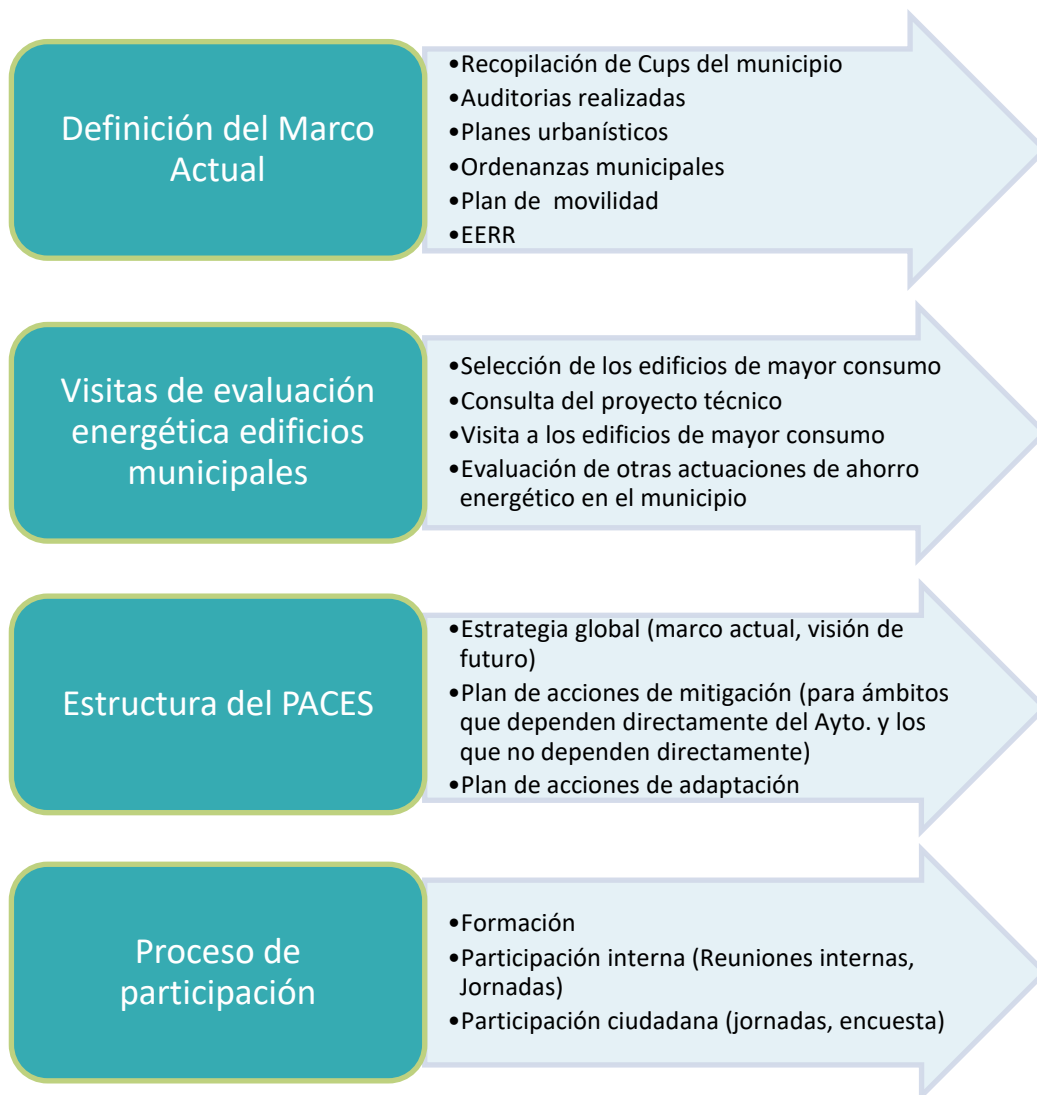 Definición del Marco
Actual
•Recopilación de Cups del municipio
•Auditorias realizadas
•Planes urbanísticos
•Ordenanzas municipales
•Plan de  movilidad
•EERR
Visitas de evaluación
energética edificios
municipales
•Selección de los edificios de mayor consumo
•Consulta del proyecto técnico
•Visita a los edificios de mayor consumo
•Evaluación de otras actuaciones de ahorro
energético en el municipio
Estructura del PACES
•Estrategia global (marco actual, visión de
futuro)
•Plan de acciones de mitigación (para ámbitos
que dependen directamente del Ayto. y los
que no dependen directamente)
•Plan de acciones de adaptación
Proceso de
participación
•Formación
•Participación interna (Reuniones internas,
Jornadas)
•Participación ciudadana (jornadas, encuesta)